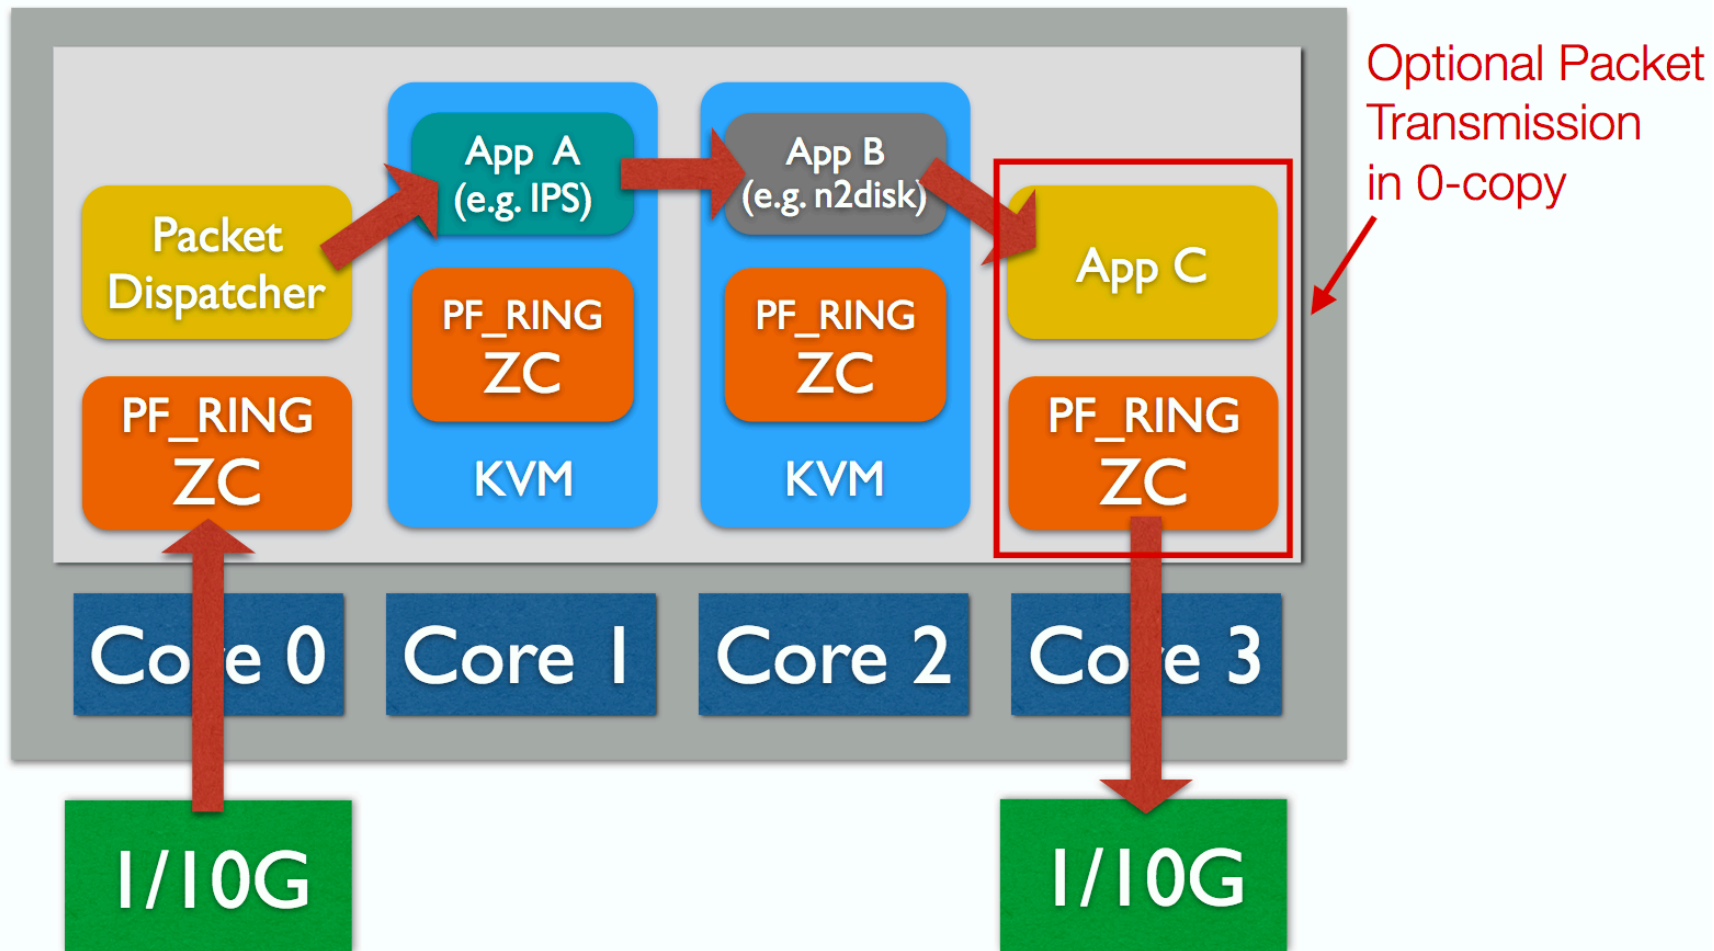 Optional Packet
Transmission
in 0-copy
Packet
Dispatcher
PF_RING
ZC
App A
(e.g. IPS)
PF_RING
ZC
KVM
App B
(e.g. n2disk)
PF_RING
ZC
KVM
App C
PF_RING
ZC
Core 0
Core 1
Core 2
Core 3
1/10G
1/10G